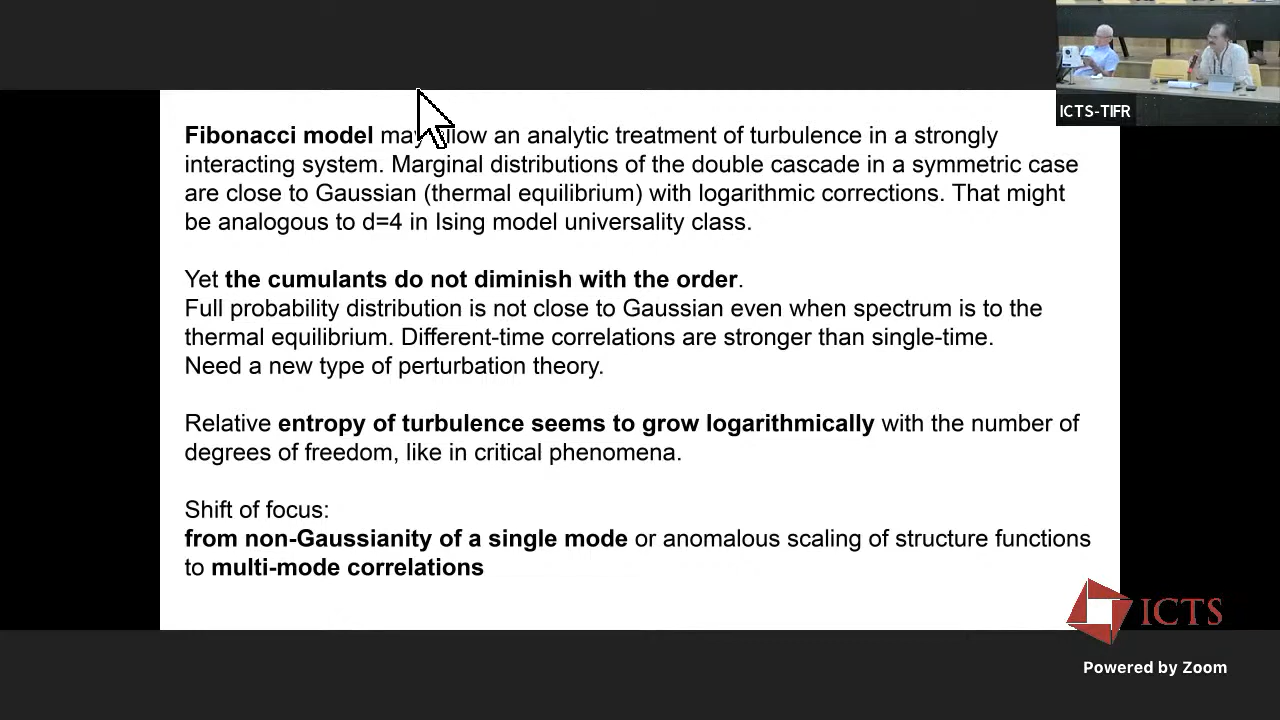 ICTS-TIFR
Fibonacci model may allow an analytic treatment of turbulence in a strongly
interacting system. Marginal distributions of the double cascade in a symmetric case
are close to Gaussian (thermal equilibrium) with logarithmic corrections. That might
be analogous to d=4 in Ising model universality class.
Yet the cumulants do not diminish with the order.
Full probability distribution is not close to Gaussian even when spectrum is to the
thermal equilibrium. Different-time correlations are stronger than single-time.
Need a new type of perturbation theory.
Relative entropy of turbulence seems to grow logarithmically with the number of
degrees of freedom, like in critical phenomena.
Shift of focus:
from non-Gaussianity of a single mode or anomalous scaling of structure functions
to multi-mode correlations
ICTS
Powered by Zoom